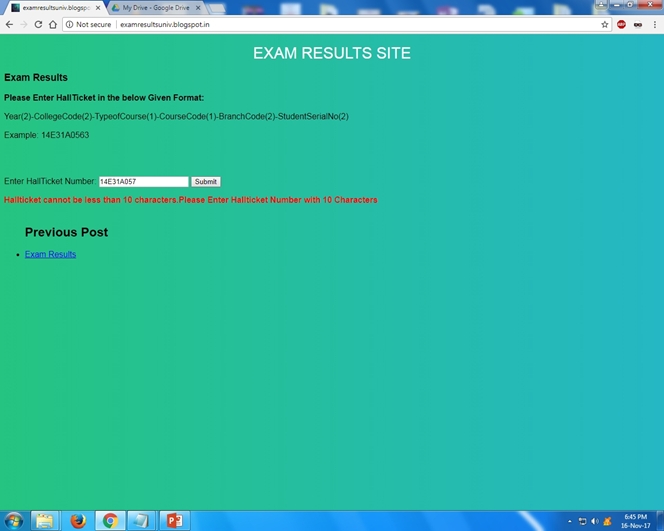 examresultsuniv.blogspot
My Drive - Google Drive
Not secure | examresultsuniv.blogspot.in
EXAM RESULTS SITE
Exam Results
Please Enter HallTicket in the below Given Format:
Year(2)-CollegeCode(2)-TypeofCourse(1)-CourseCode(1)-BranchCode(2)-StudentSerialNo(2)
Example: 14E31A0563
Enter HallTicket Number: 14E31A057 Submit
Hallticket cannot be less than 10 characters.Please Enter Hallticket Number with 10 Characters
Previous Post
Exam Results
6:45 PM
16-Nov-17